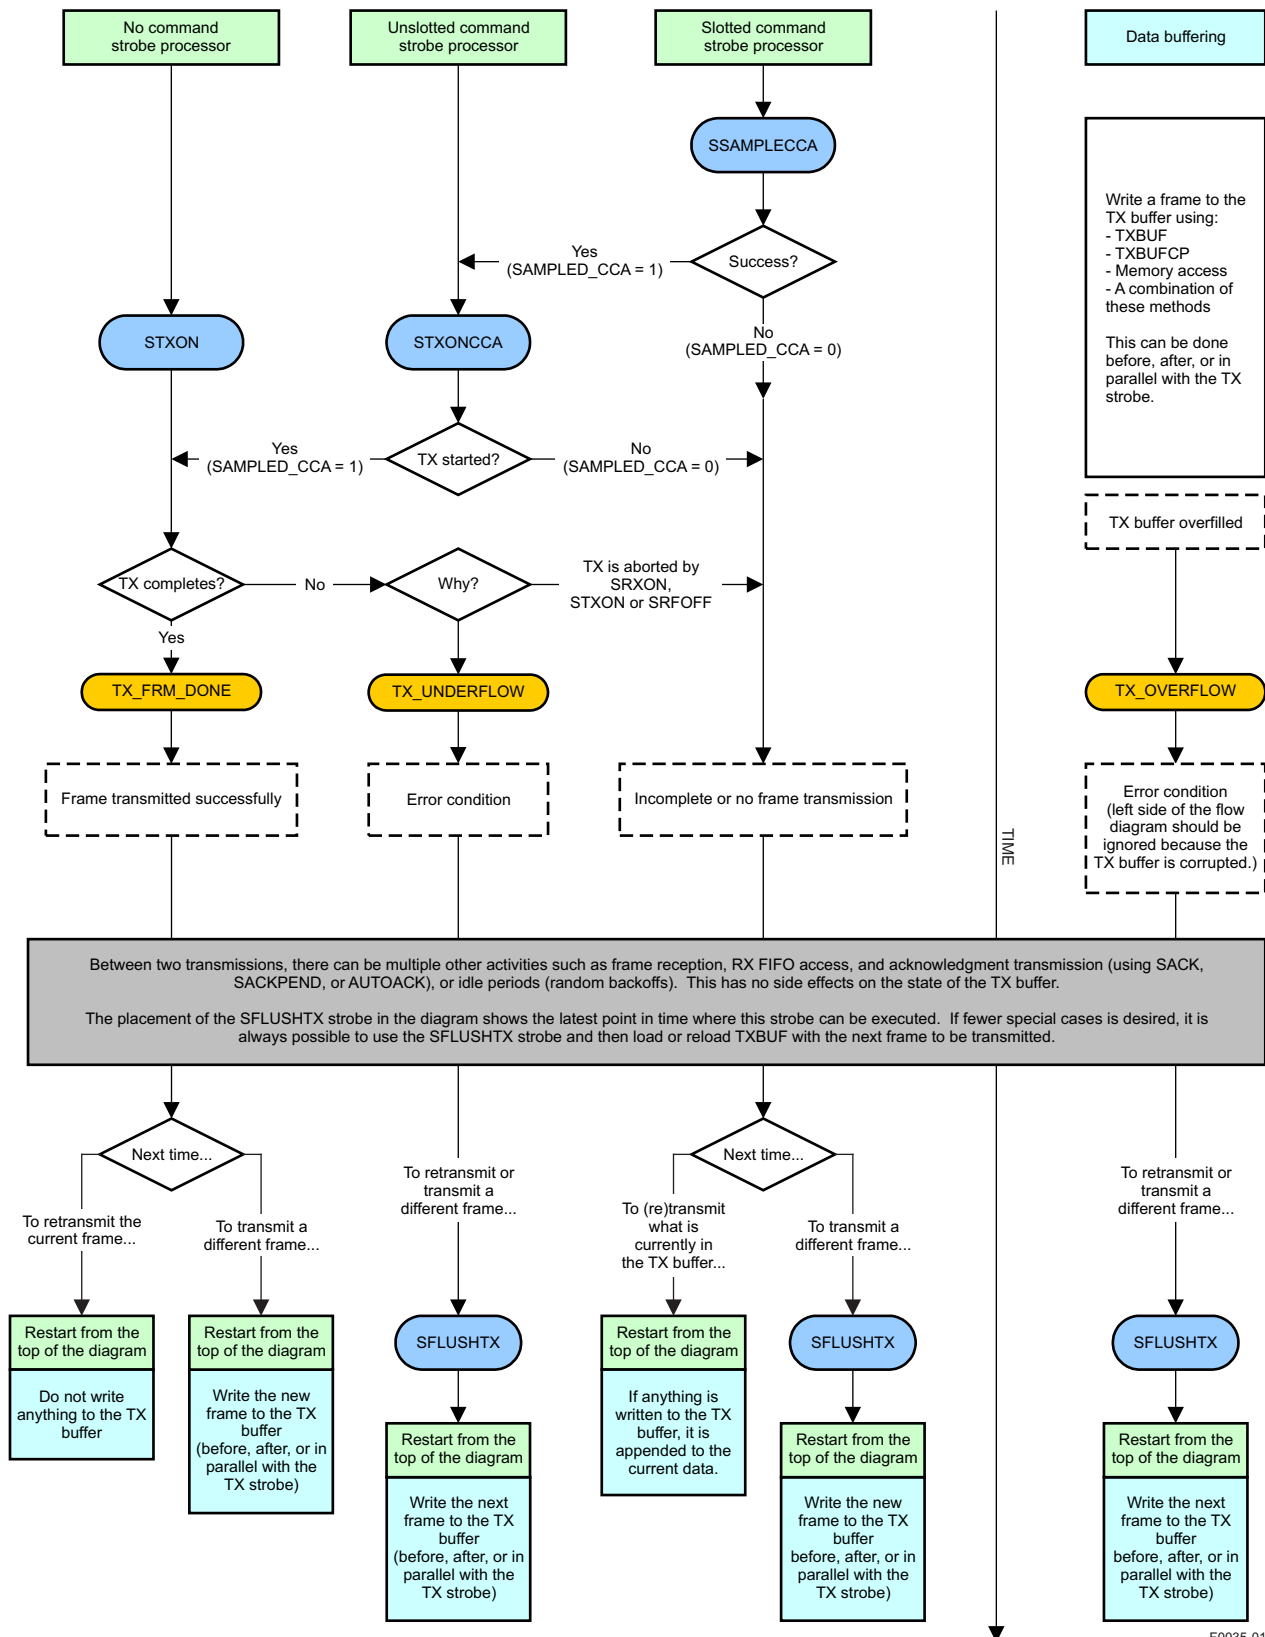 No command
strobe processor
Unslotted command
strobe processor
Slotted command
strobe processor
Data buffering
SSAMPLECCA
Write a frame to the
TX buffer using:
- TXBUF
- TXBUFCP
- Memory access
- A combination of
these methods
This can be done
before, after, or in
parallel with the TX
strobe.
Yes
(SAMPLED_CCA = 1)
Success?
STXON
STXONCCA
No
(SAMPLED_CCA = 0)
Yes
(SAMPLED_CCA = 1)
TX started?
No
(SAMPLED_CCA = 0)
TX buffer overfilled
TX completes?
No
Why?
TX is aborted by
SRXON,
STXON or SRFOFF
Yes
TX_FRM_DONE
TX_UNDERFLOW
TX_OVERFLOW
Frame transmitted successfully
Error condition
Incomplete or no frame transmission
Error condition
(left side of the flow
diagram should be
ignored because the
TX buffer is corrupted.)
TIME
Between two transmissions, there can be multiple other activities such as frame reception, RX FIFO access, and acknowledgment transmission (using SACK,
SACKPEND, or AUTOACK), or idle periods (random backoffs). This has no side effects on the state of the TX buffer.
The placement of the SFLUSHTX strobe in the diagram shows the latest point in time where this strobe can be executed. If fewer special cases is desired, it is
always possible to use the SFLUSHTX strobe and then load or reload TXBUF with the next frame to be transmitted.
Next time...
To retransmit the
current frame...
To transmit a
different frame...
To retransmit or
transmit a
different frame...
Next time...
To (re)transmit
what is
currently in
the TX buffer...
To transmit a
different frame...
To retransmit or
transmit a
different frame...
Restart from the
top of the diagram
Do not write
anything to the TX
buffer
Restart from the
top of the diagram
Write the new
frame to the TX
buffer
(before, after, or in
parallel with the
TX strobe)
SFLUSHTX
Restart from the
top of the diagram
Write the next
frame to the TX
buffer
(before, after, or in
parallel with the
TX strobe)
Restart from the
top of the diagram
If anything is
written to the TX
buffer, it is
appended to the
current data.
SFLUSHTX
Restart from the
top of the diagram
Write the new
frame to the TX
buffer
before, after, or in
parallel with the
TX strobe)
SFLUSHTX
Restart from the
top of the diagram
Write the next
frame to the TX
buffer
before, after, or in
parallel with the
TX strobe)